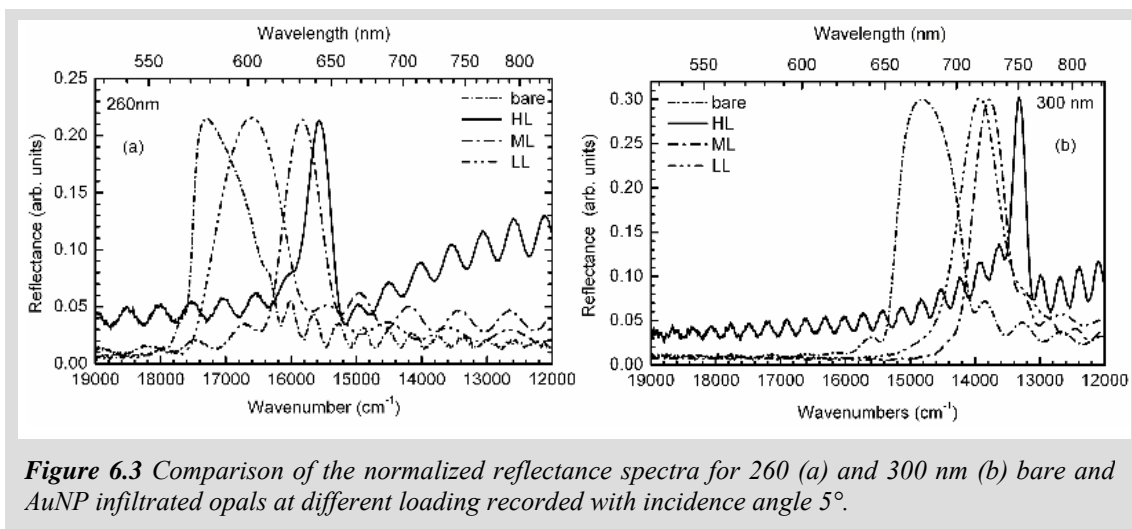 Wavelength (nm)
550 600 650 700 750 800
0.25
0.20
0.15
0.10
0.05
0.00
Reflectance (arb. units)
260nm
(a)
bare
HL
ML
LL
19000 18000 17000 16000 15000 14000 13000 12000
Wavenumber (cm⁻¹)
Wavelength (nm)
550 600 650 700 750 800
0.30
0.25
0.20
0.15
0.10
0.05
0.00
Reflectance (arb. units)
bare
HL
ML
LL
300 nm
(b)
19000 18000 17000 16000 15000 14000 13000 12000
Wavenumbers (cm⁻¹)
Figure 6.3 Comparison of the normalized reflectance spectra for 260 (a) and 300 nm (b) bare and
AuNP infiltrated opals at different loading recorded with incidence angle 5°.